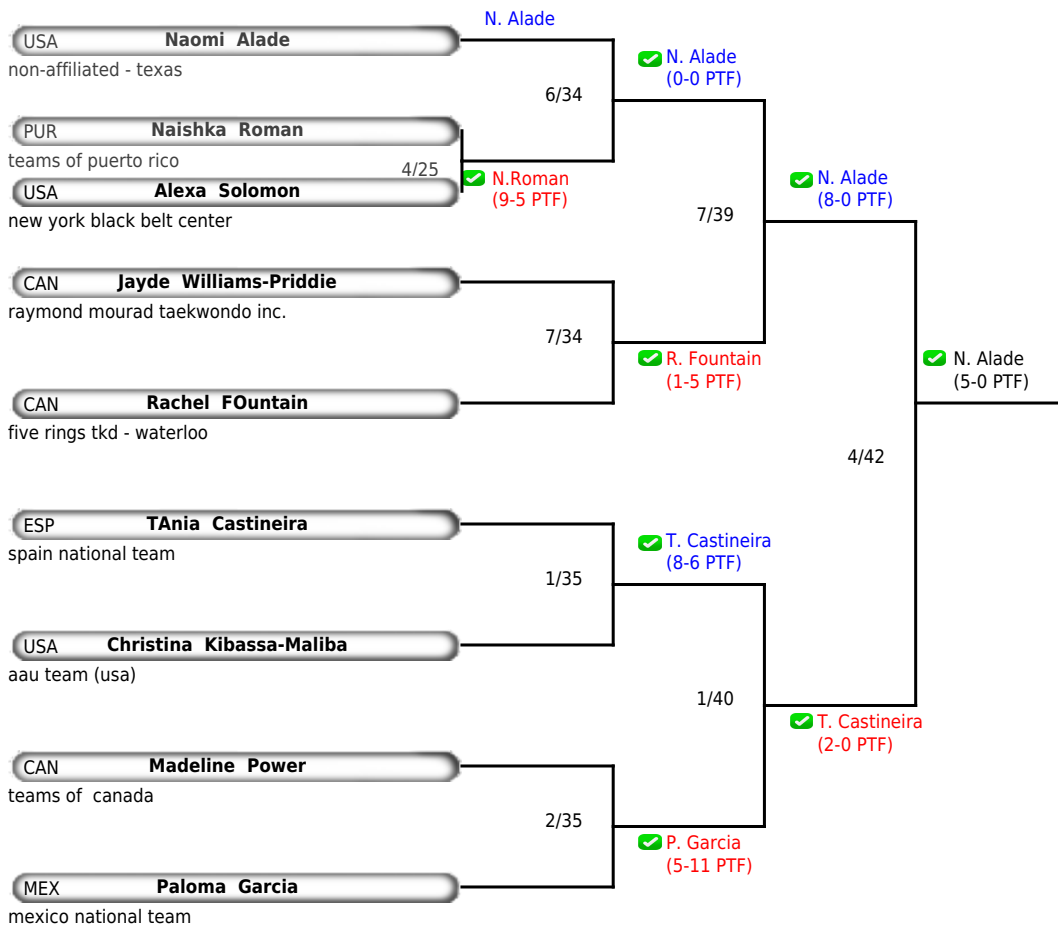 N. Alade
USA Naomi Alade
non-affiliated - texas
N. Alade
(0-0 PTF)
6/34
PUR Naishka Roman
teams of puerto rico
4/25
N.Roman
(9-5 PTF)
USA Alexa Solomon
new york black belt center
N. Alade
(8-0 PTF)
7/39
CAN Jayde Williams-Priddie
raymond mourad taekwondo inc.
7/34
R. Fountain
(1-5 PTF)
N. Alade
(5-0 PTF)
CAN Rachel FOuntain
five rings tkd - waterloo
4/42
ESP TAnia Castineira
spain national team
T. Castineira
(8-6 PTF)
1/35
USA Christina Kibassa-Maliba
aau team (usa)
1/40
T. Castineira
(2-0 PTF)
CAN Madeline Power
teams of canada
2/35
P. Garcia
(5-11 PTF)
MEX Paloma Garcia
mexico national team